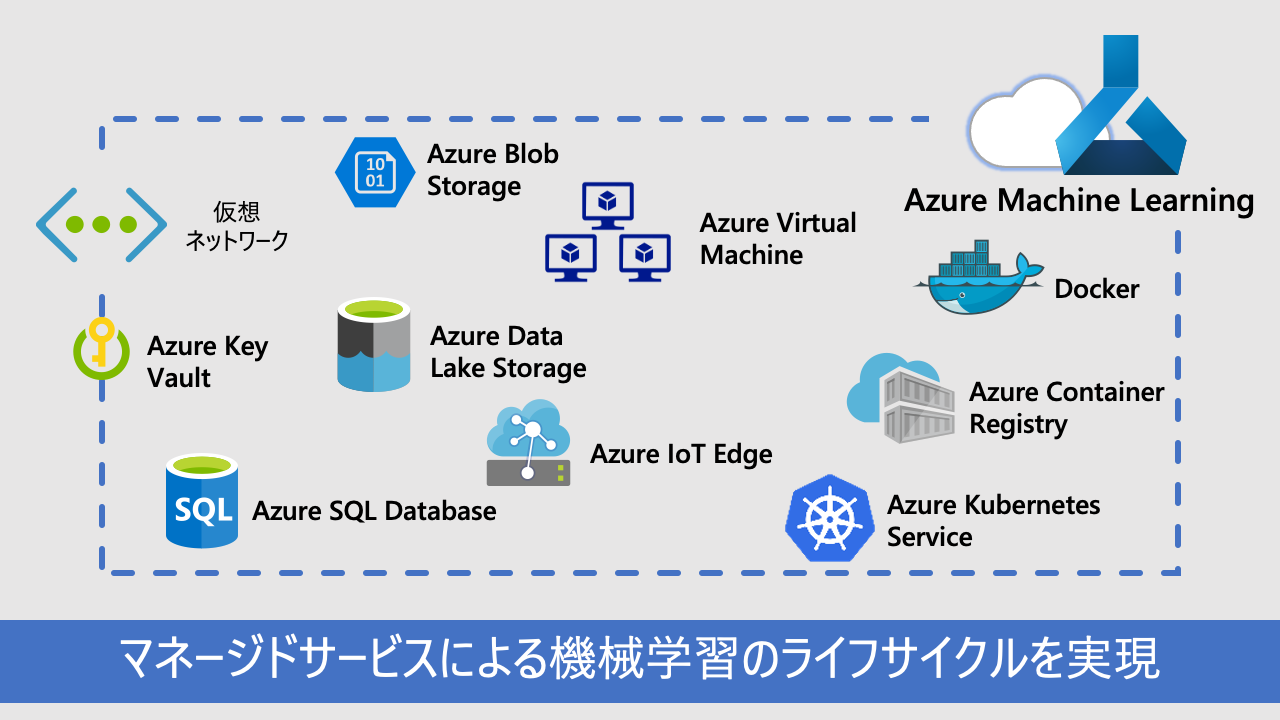 Azure Machine Learning
Azure Blob
Storage
10
01
仮想
ネットワーク
Azure Virtual
Machine
Docker
Azure Key
Vault
Azure Data
Lake Storage
Azure Container
Registry
Azure IoT Edge
SQL
Azure SQL Database
Azure Kubernetes
Service
マネージドサービスによる機械学習のライフサイクルを実現